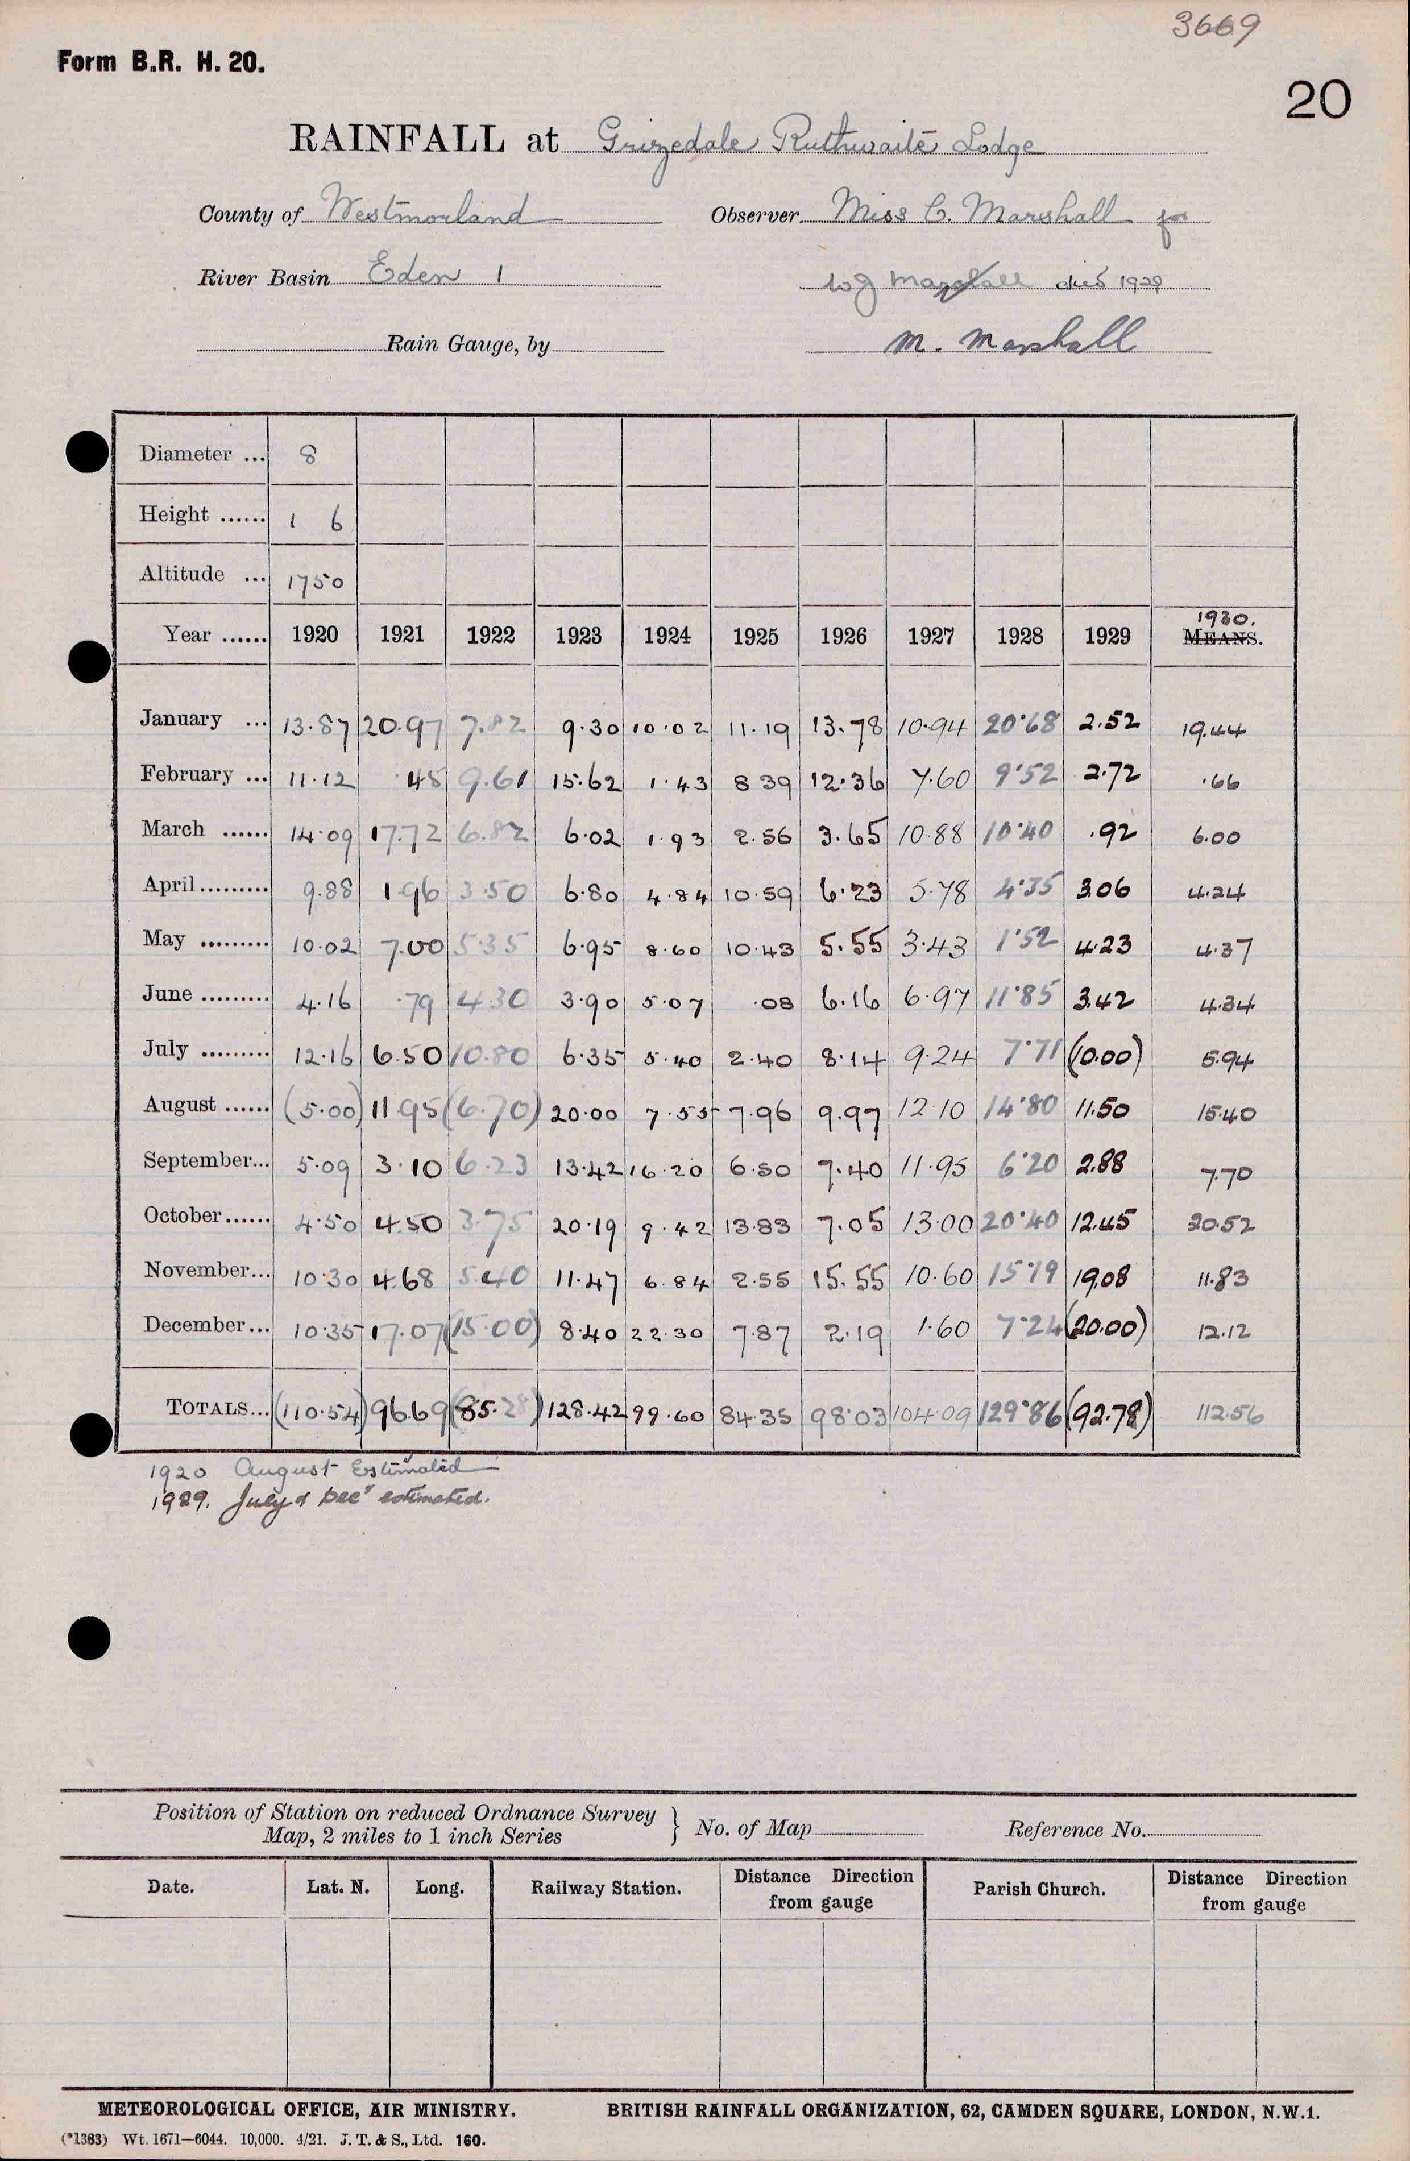 3669
Form B.R. H. 20.
20
RAINFALL at Grizedale Ruthwaite Lodge
County of Westmorland Observer Miss C. Marshall for
River Basin Eden 1 W J Marshall died 1928
Rain Gauge, by M. Marshall
Diameter ... 8
Height ...... 1 6
Altitude ... 1750
Year ...... 1920 1921 1922 1923 1924 1925 1926 1927 1928 1929 1930. MEANS.
January ... 13.87 20.97 7.82 9.30 10.02 11.19 13.78 10.94 20.68 2.52 19.44
February ... 11.12 .45 9.61 15.62 1.43 8 39 12.36 7.60 9.52 2.72 .66
March ...... 14.09 17.72 6.82 6.02 1.93 2.56 3.65 10.88 10.40 .92 6.00
April ......... 9.88 1 96 3.50 6.80 4.84 10.59 6.23 5.78 4.35 3.06 4.24
May ......... 10.02 7.00 5.35 6.95 8.60 10.43 5.55 3.43 1.52 4.23 4.37
June ......... 4.16 .79 4.30 3.90 5.07 .08 6.16 6.97 11.85 3.42 4.34
July ......... 12.16 6.50 10.80 6.35 5.40 2.40 8.14 9.24 7.71 (10.00) 5.94
August ...... (5.00) 11.95 (6.70) 20.00 7.55 7.96 9.97 12.10 14.80 11.50 15.40
September... 5.09 3.10 6.23 13.42 16.20 6.50 7.40 11.95 6.20 2.88 7.70
October...... 4.50 4.50 3.75 20.19 9.42 13.83 7.05 13.00 20.40 12.45 20.52
November... 10.30 4.68 5.40 11.47 6.84 2.55 15.55 10.60 15.19 19.08 11.83
December... 10.35 17.07 (15.00) 8.40 22.30 7.87 2.19 1.60 7.24 (20.00) 12.12
TOTALS... (110.54) 96.69 (85.28) 128.42 99.60 84.35 98.03 104.09 129.86 (92.78) 112.56
1920 August Estimated
1929. July & Decr estimated.
Position of Station on reduced Ordnance Survey
Map, 2 miles to 1 inch Series } No. of Map Reference No.
Date. Lat. N. Long. Railway Station. Distance Direction from gauge Parish Church. Distance Direction from gauge
METEOROLOGICAL OFFICE, AIR MINISTRY. BRITISH RAINFALL ORGANIZATION, 62, CAMDEN SQUARE, LONDON, N.W.1.
(*1383) Wt. 1671—6044. 10,000. 4/21. J. T. & S., Ltd. 160.